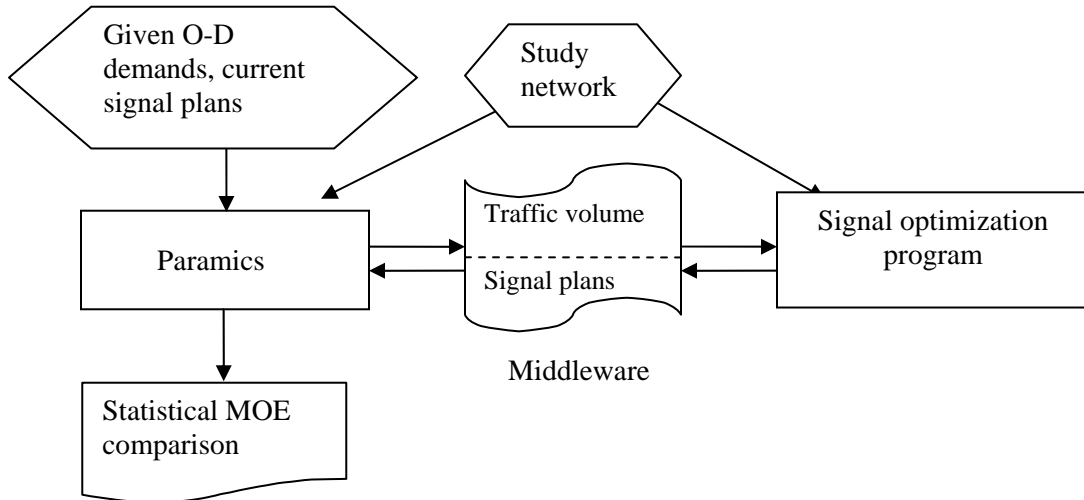 Given O-D
demands, current
signal plans
Study
network
Paramics
Traffic volume
Signal plans
Signal optimization
program
Middleware
Statistical MOE
comparison